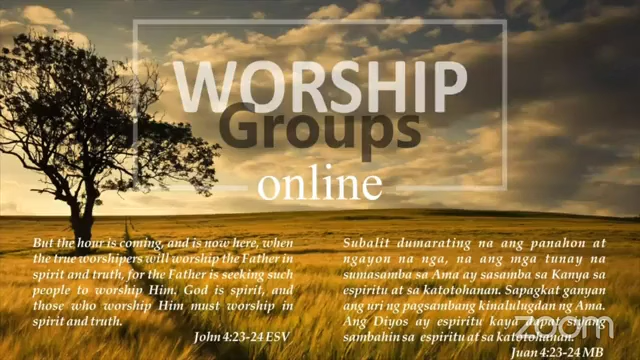 WORSHIP
Groups
online
But the hour is coming, and is now here, when
the true worshipers will worship the Father in
spirit and truth, for the Father is seeking such
people to worship Him. God is spirit, and
those who worship Him must worship in
spirit and truth.
John 4:23-24 ESV
Subalit dumarating na ang panahon at
ngayon na nga, na ang mga tunay na
sumasamba sa Ama ay sasamba sa Kanya sa
espiritu at sa katotohanan. Sapagkat ganyan
ang uri ng pagsambang kinalulugdan ng Ama.
Ang Diyos ay espiritu kaya dapat siyang
sambahin sa espiritu at sa katotohanan.
Juan 4:23-24 MB
zoom